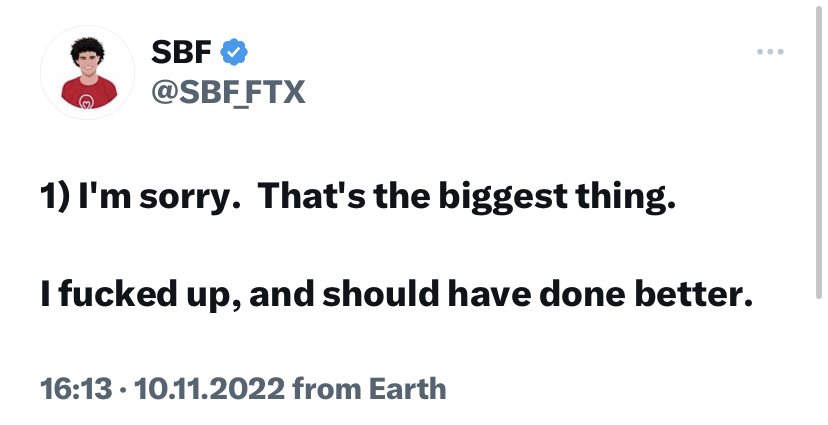 SBF
@SBF_FTX
1) I'm sorry.  That's the biggest thing.
I fucked up, and should have done better.
16:13 · 10.11.2022 from Earth